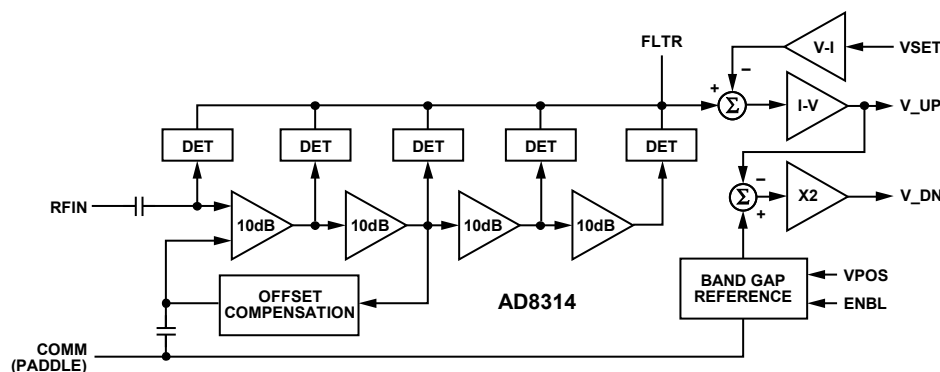 FLTR
V-I
VSET
+
−
Σ
I-V
V_UP
DET
DET
DET
DET
DET
RFIN
10dB
10dB
10dB
10dB
−
Σ
+
X2
V_DN
OFFSET
COMPENSATION
AD8314
BAND GAP
REFERENCE
VPOS
ENBL
COMM
(PADDLE)